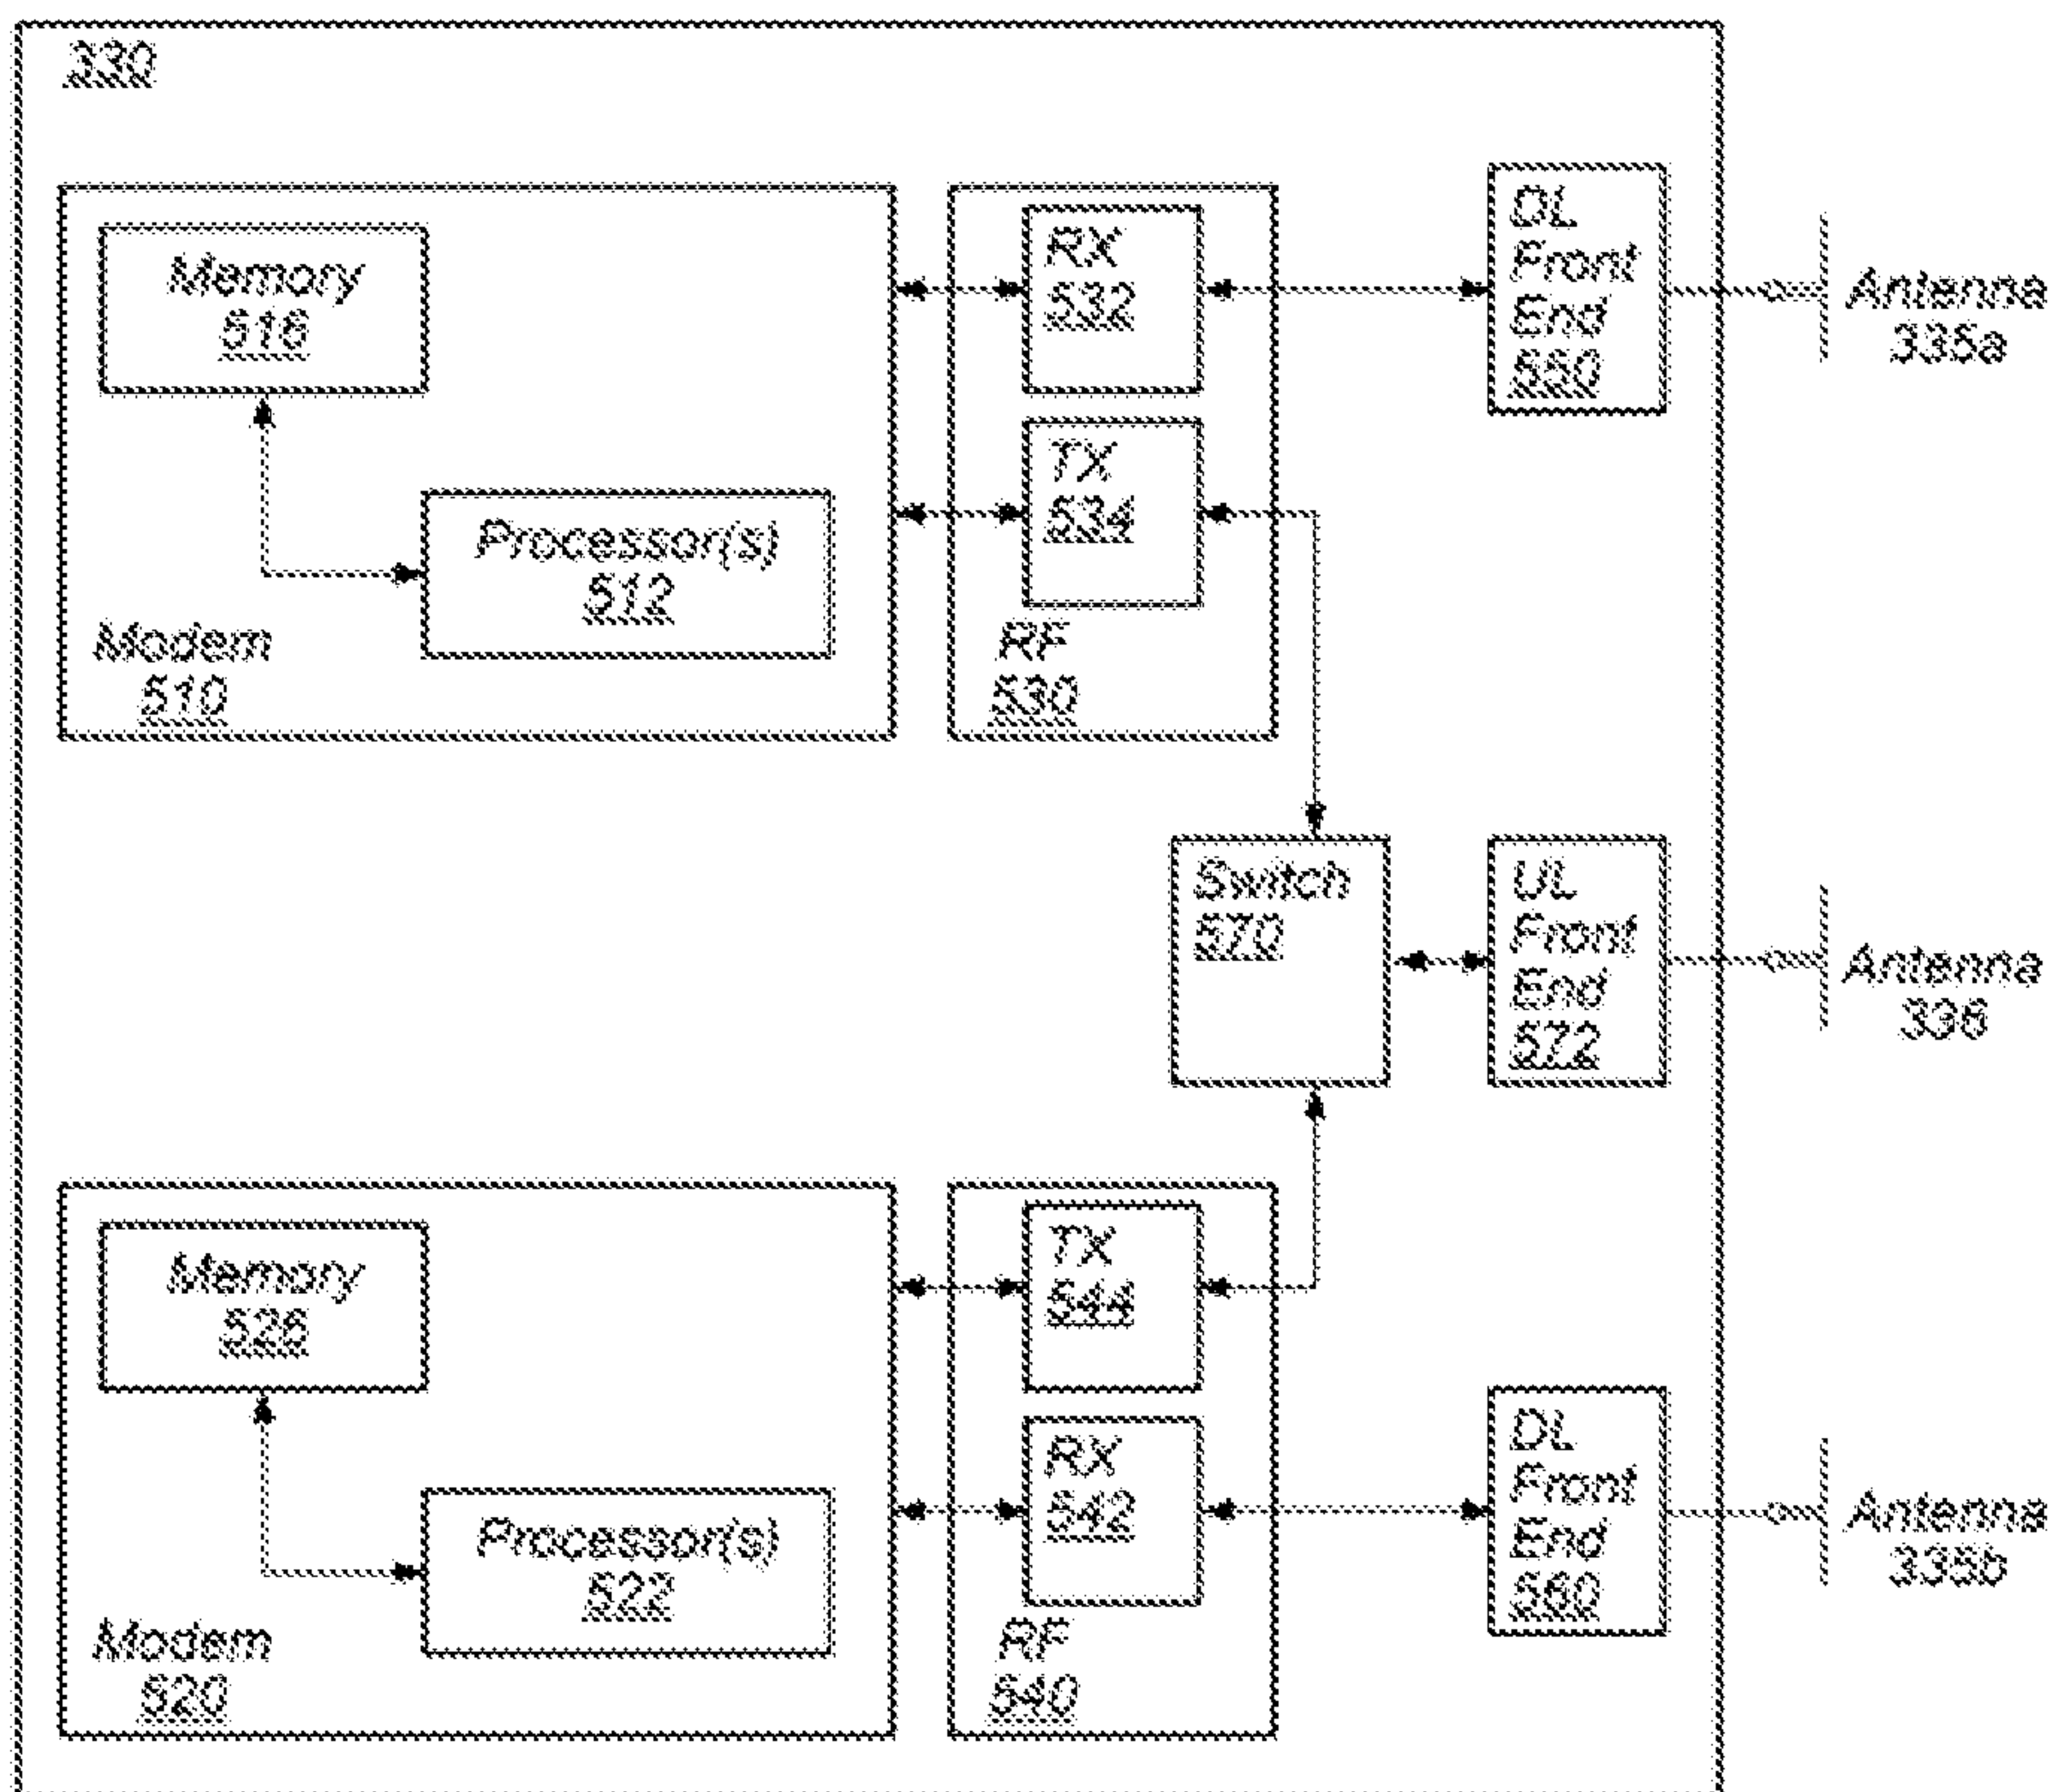 330
Memory
516
Processor(s)
512
Modem
510
RX
532
TX
534
RF
530
DL
Front
End
550
Antenna
335a
Switch
570
UL
Front
End
572
Antenna
336
Memory
526
Processor(s)
522
Modem
520
TX
544
RX
542
RF
540
DL
Front
End
560
Antenna
335b